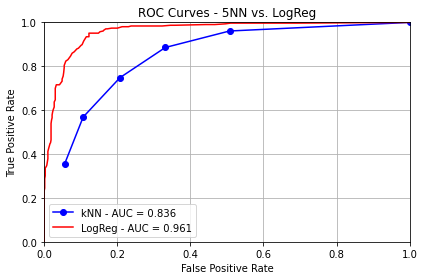 ROC Curves - 5NN vs. LogReg
True Positive Rate
1.0
0.8
0.6
0.4
0.2
0.0
kNN - AUC = 0.836
LogReg - AUC = 0.961
0.0 0.2 0.4 0.6 0.8 1.0
False Positive Rate